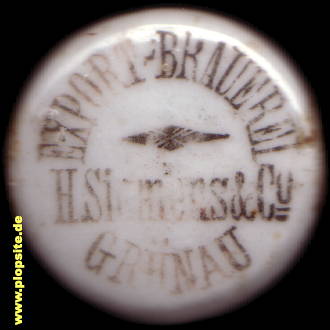 EXPORT-BRAUEREI
H. Siemens & Co
GRÜNAU
www.plopsite.de